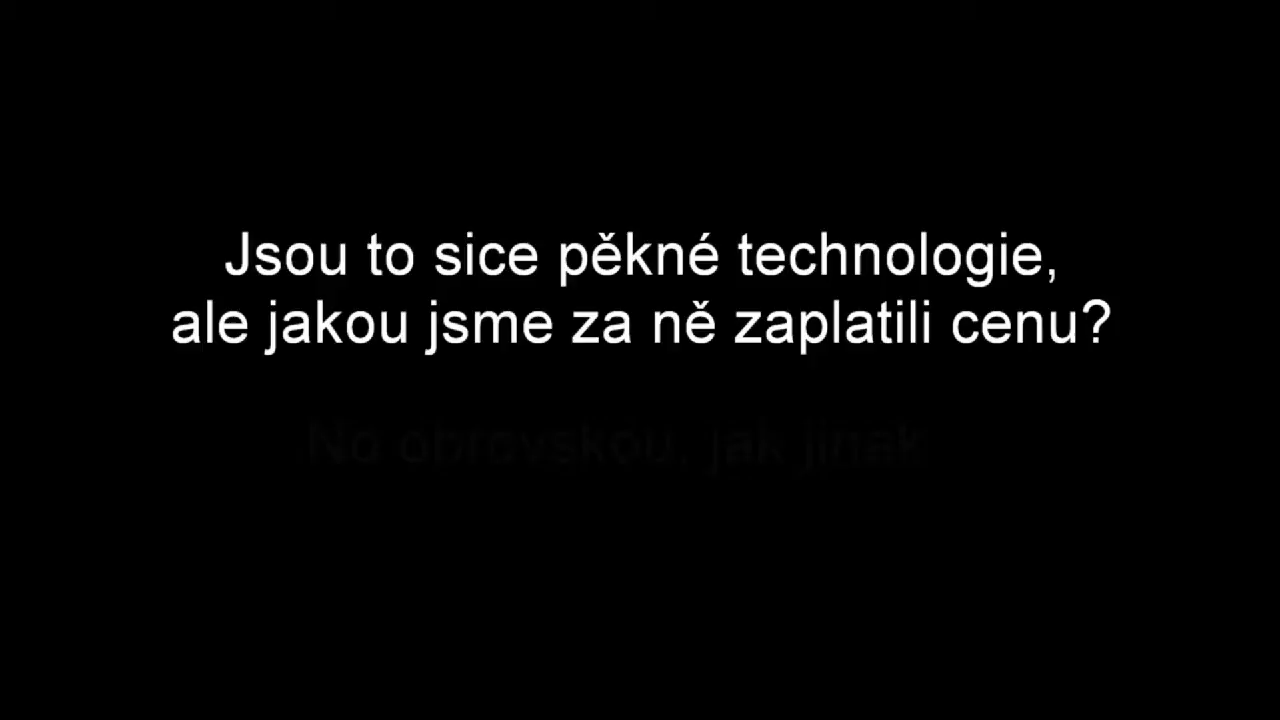 Jsou to sice pěkné technologie,
ale jakou jsme za ně zaplatili cenu?
No obrovskou, jak jinak